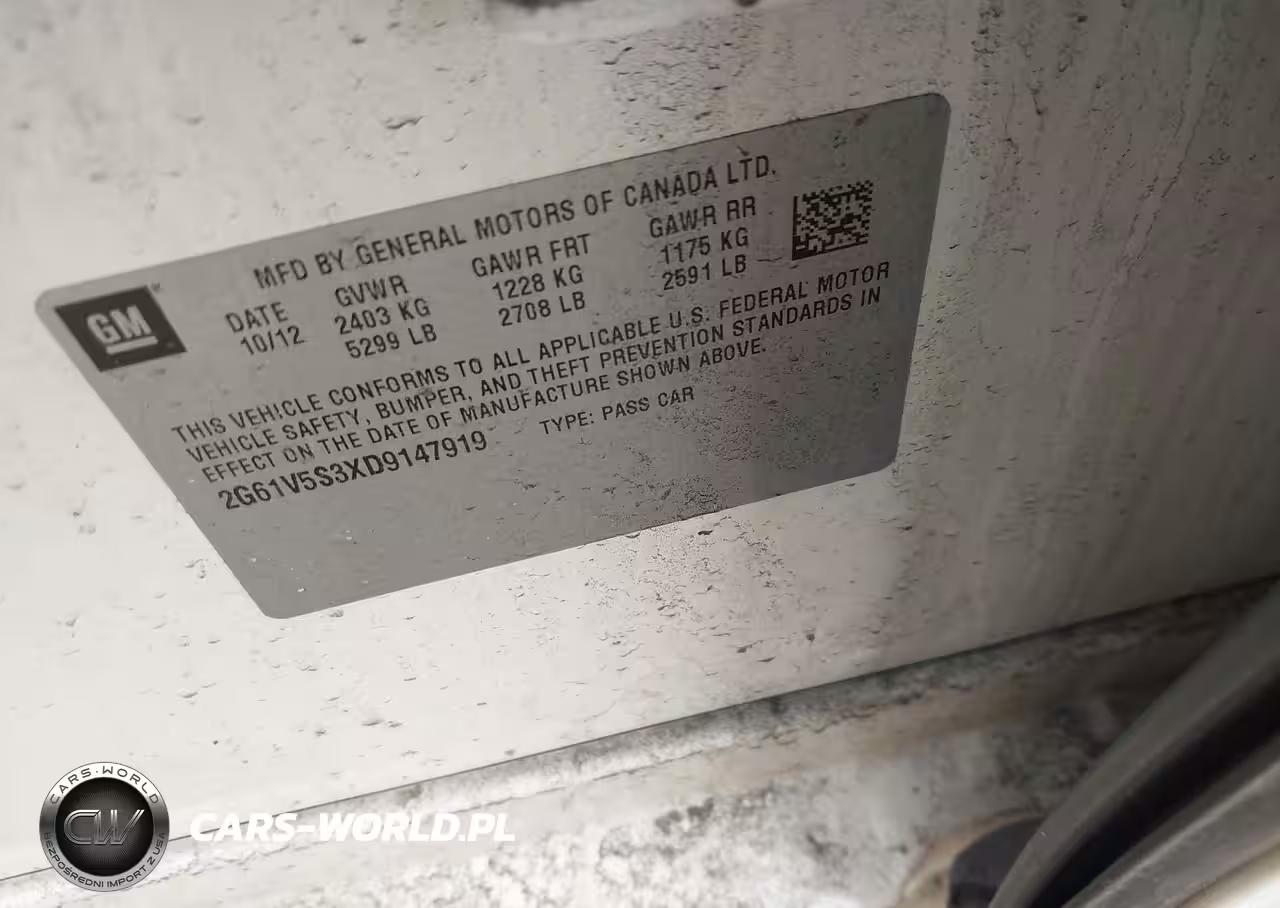 MFD BY GENERAL MOTORS OF CANADA LTD.
GM
DATE GVWR GAWR FRT GAWR RR
10/12 2403 KG 1228 KG 1175 KG
5299 LB 2708 LB 2591 LB
THIS VEHICLE CONFORMS TO ALL APPLICABLE U.S. FEDERAL MOTOR
VEHICLE SAFETY, BUMPER, AND THEFT PREVENTION STANDARDS IN
EFFECT ON THE DATE OF MANUFACTURE SHOWN ABOVE.
2G61V5S3XD9147919 TYPE: PASS CAR
CARS-WORLD
CW
BEZPOŚREDNI IMPORT Z USA
CARS-WORLD.PL